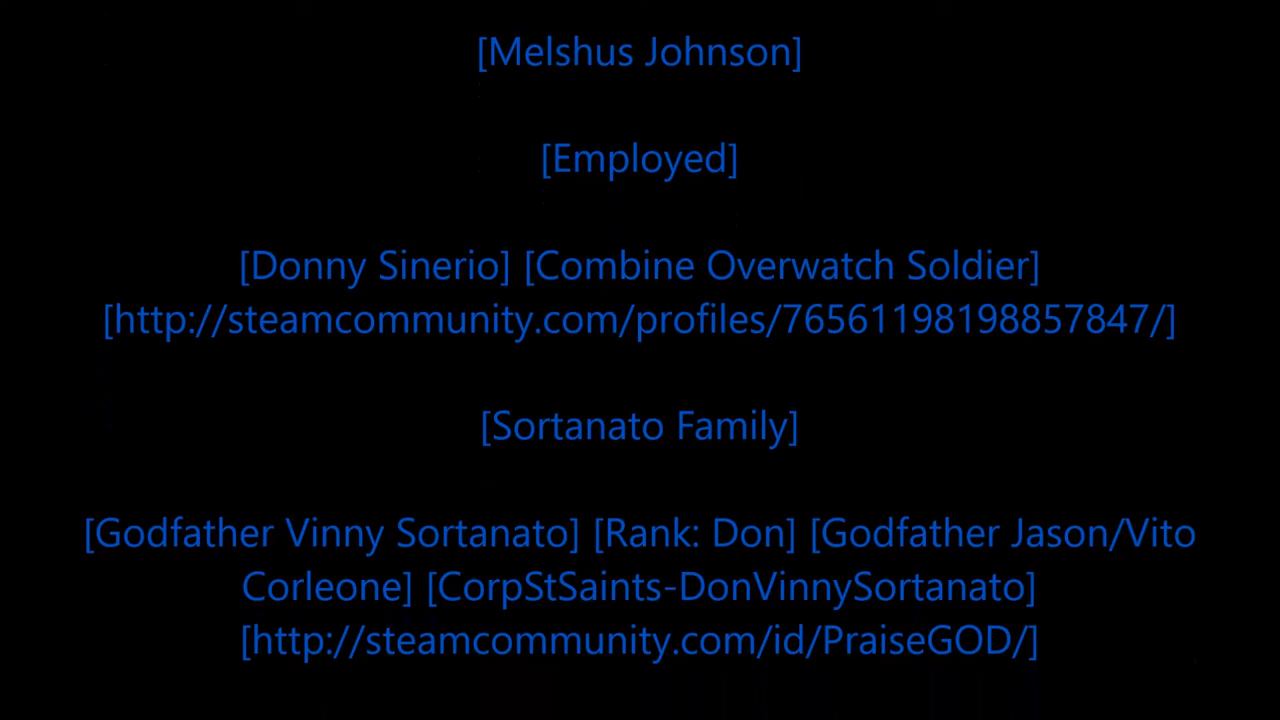 [Melshus Johnson]
[Employed]
[Donny Sinerio] [Combine Overwatch Soldier]
[http://steamcommunity.com/profiles/76561198198857847/]
[Sortanato Family]
[Godfather Vinny Sortanato] [Rank: Don] [Godfather Jason/Vito
Corleone] [CorpStSaints-DonVinnySortanato]
[http://steamcommunity.com/id/PraiseGOD/]